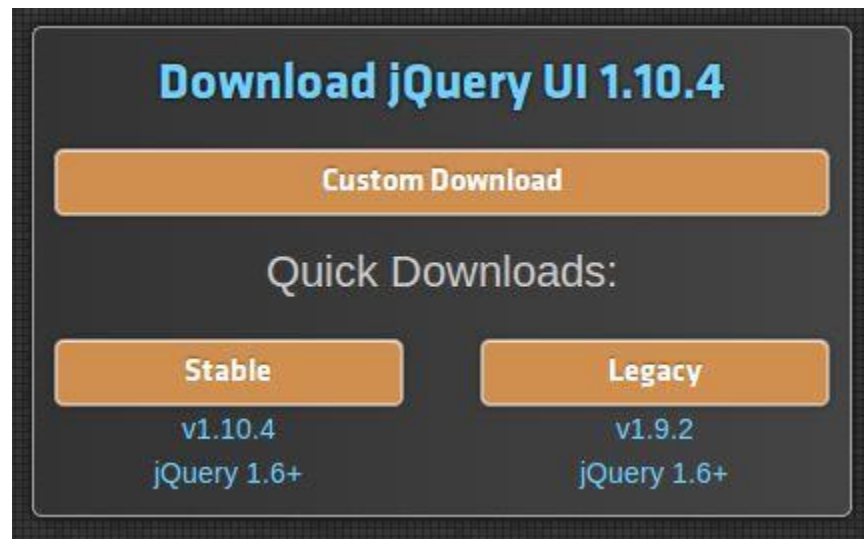 Download jQuery UI 1.10.4
Custom Download
Quick Downloads:
Stable
Legacy
v1.10.4
v1.9.2
jQuery 1.6+
jQuery 1.6+